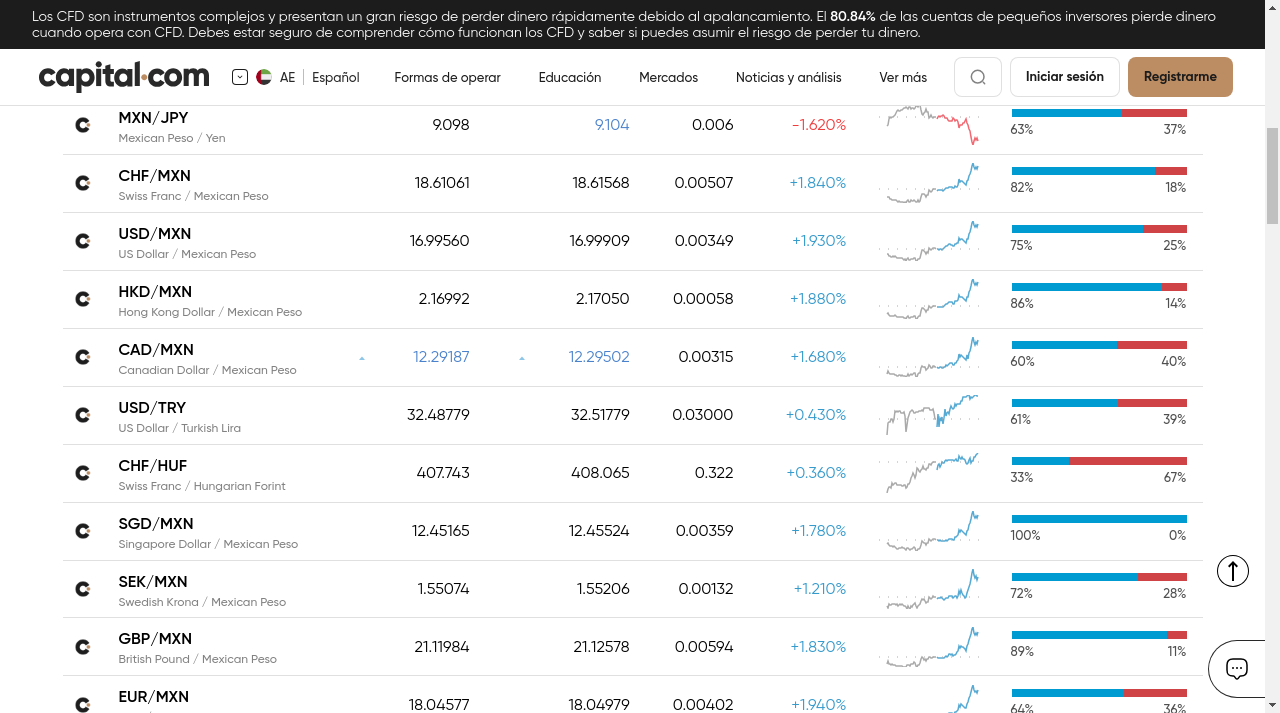 Los CFD son instrumentos complejos y presentan un gran riesgo de perder dinero rápidamente debido al apalancamiento. El 80.84% de las cuentas de pequeños inversores pierde dinero
cuando opera con CFD. Debes estar seguro de comprender cómo funcionan los CFD y saber si puedes asumir el riesgo de perder tu dinero.
capital.com AE Español Formas de operar Educación Mercados Noticias y análisis Ver más Iniciar sesión Registrarme
MXN/JPY 9.098 9.104 0.006 -1.620%
Mexican Peso / Yen 63% 37%
CHF/MXN 18.61061 18.61568 0.00507 +1.840%
Swiss Franc / Mexican Peso 82% 18%
USD/MXN 16.99560 16.99909 0.00349 +1.930%
US Dollar / Mexican Peso 75% 25%
HKD/MXN 2.16992 2.17050 0.00058 +1.880%
Hong Kong Dollar / Mexican Peso 86% 14%
CAD/MXN 12.29187 12.29502 0.00315 +1.680%
Canadian Dollar / Mexican Peso 60% 40%
USD/TRY 32.48779 32.51779 0.03000 +0.430%
US Dollar / Turkish Lira 61% 39%
CHF/HUF 407.743 408.065 0.322 +0.360%
Swiss Franc / Hungarian Forint 33% 67%
SGD/MXN 12.45165 12.45524 0.00359 +1.780%
Singapore Dollar / Mexican Peso 100% 0%
SEK/MXN 1.55074 1.55206 0.00132 +1.210%
Swedish Krona / Mexican Peso 72% 28%
GBP/MXN 21.11984 21.12578 0.00594 +1.830%
British Pound / Mexican Peso 89% 11%
EUR/MXN 18.04577 18.04979 0.00402 +1.940%
64% 36%